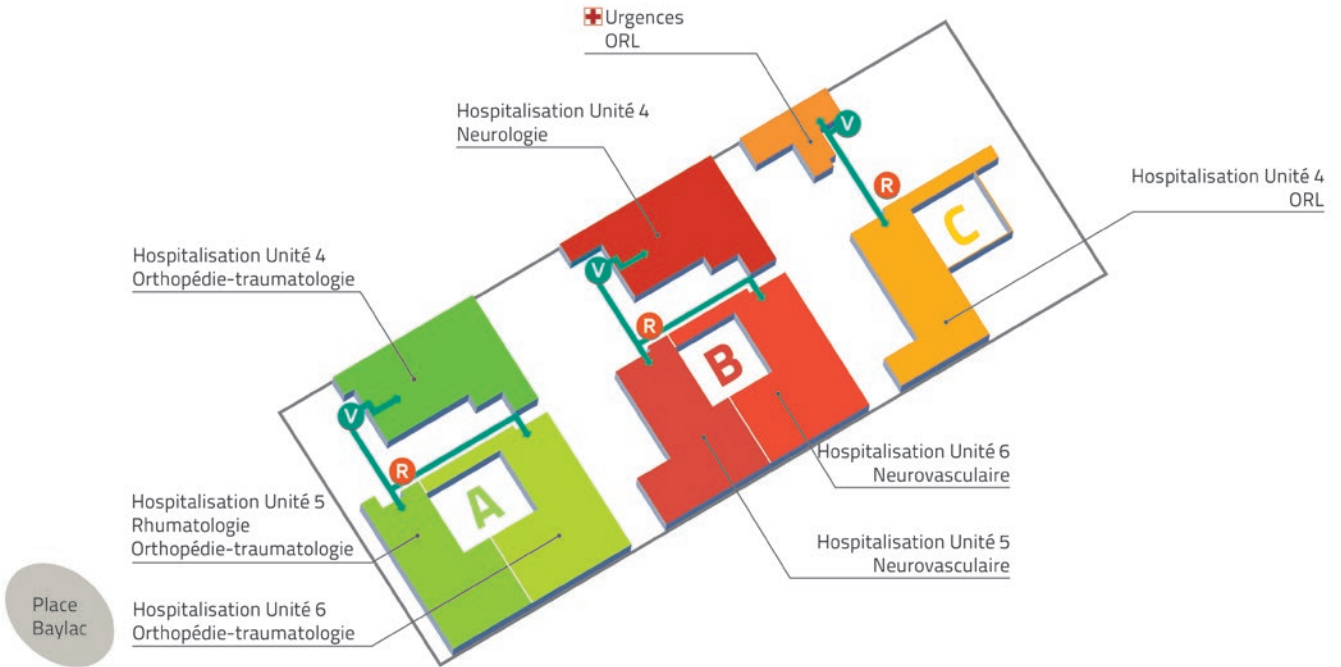 Urgences
ORL
Hospitalisation Unité 4
Neurologie
V
R
Hospitalisation Unité 4
ORL
C
Hospitalisation Unité 4
Orthopédie-traumatologie
V
R
B
V
R
A
Hospitalisation Unité 6
Neurovasculaire
Hospitalisation Unité 5
Rhumatologie
Orthopédie-traumatologie
Hospitalisation Unité 5
Neurovasculaire
Place
Baylac
Hospitalisation Unité 6
Orthopédie-traumatologie